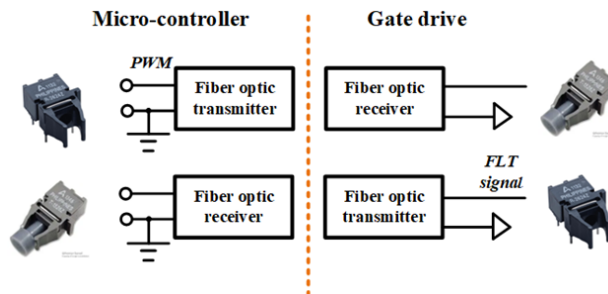 Micro-controller
Gate drive
PWM
Fiber optic
transmitter
Fiber optic
receiver
FLT
signal
Fiber optic
receiver
Fiber optic
transmitter